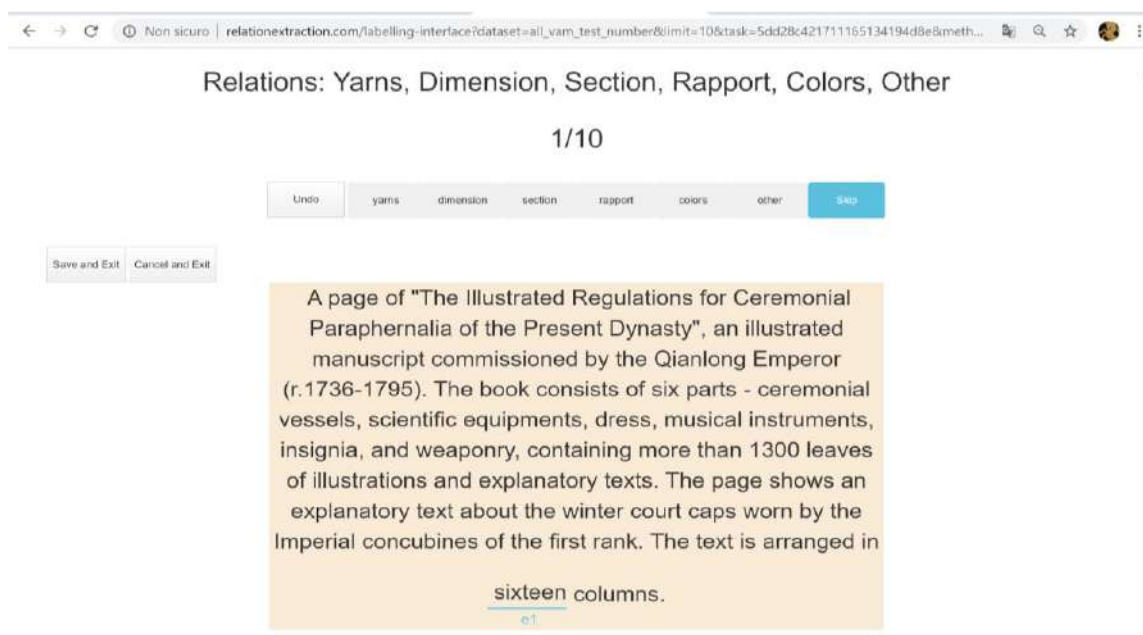 Non sicuro | relationextraction.com/labelling-interface?dataset=all_vam_test_number&limit=10&task=5dd28c421711165134194d8e&meth...
Relations: Yarns, Dimension, Section, Rapport, Colors, Other
1/10
Undo yarns dimension section rapport colors other Skip
Save and Exit Cancel and Exit
A page of "The Illustrated Regulations for Ceremonial
Paraphernalia of the Present Dynasty", an illustrated
manuscript commissioned by the Qianlong Emperor
(r.1736-1795). The book consists of six parts - ceremonial
vessels, scientific equipments, dress, musical instruments,
insignia, and weaponry, containing more than 1300 leaves
of illustrations and explanatory texts. The page shows an
explanatory text about the winter court caps worn by the
Imperial concubines of the first rank. The text is arranged in
sixteen columns.
e1